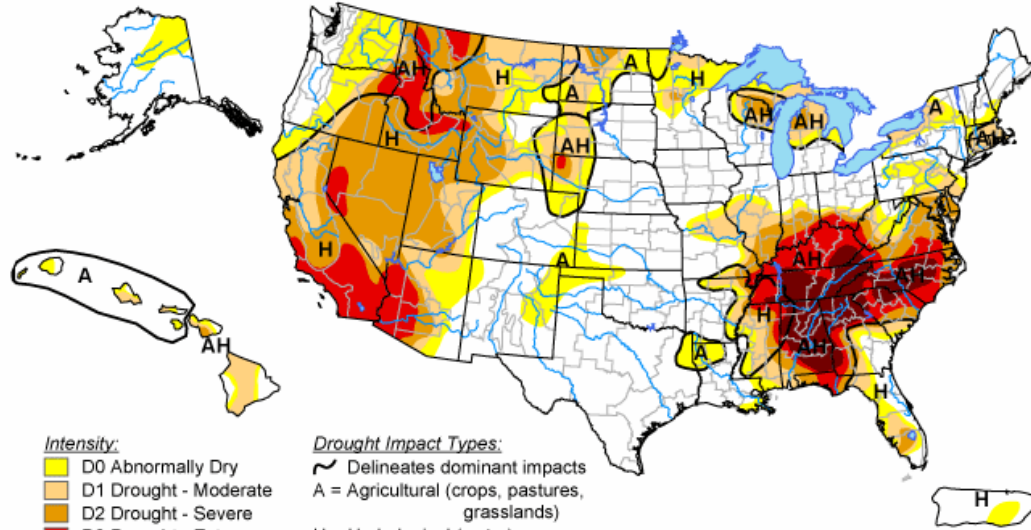 AH
H
A
A
H
AH
AH
A
AH
H
AH
H
A
AH
AH
H
A
AH
A
AH
H
H
Intensity:
D0 Abnormally Dry
D1 Drought - Moderate
D2 Drought - Severe
Drought Impact Types:
Delineates dominant impacts
A = Agricultural (crops, pastures,
grasslands)